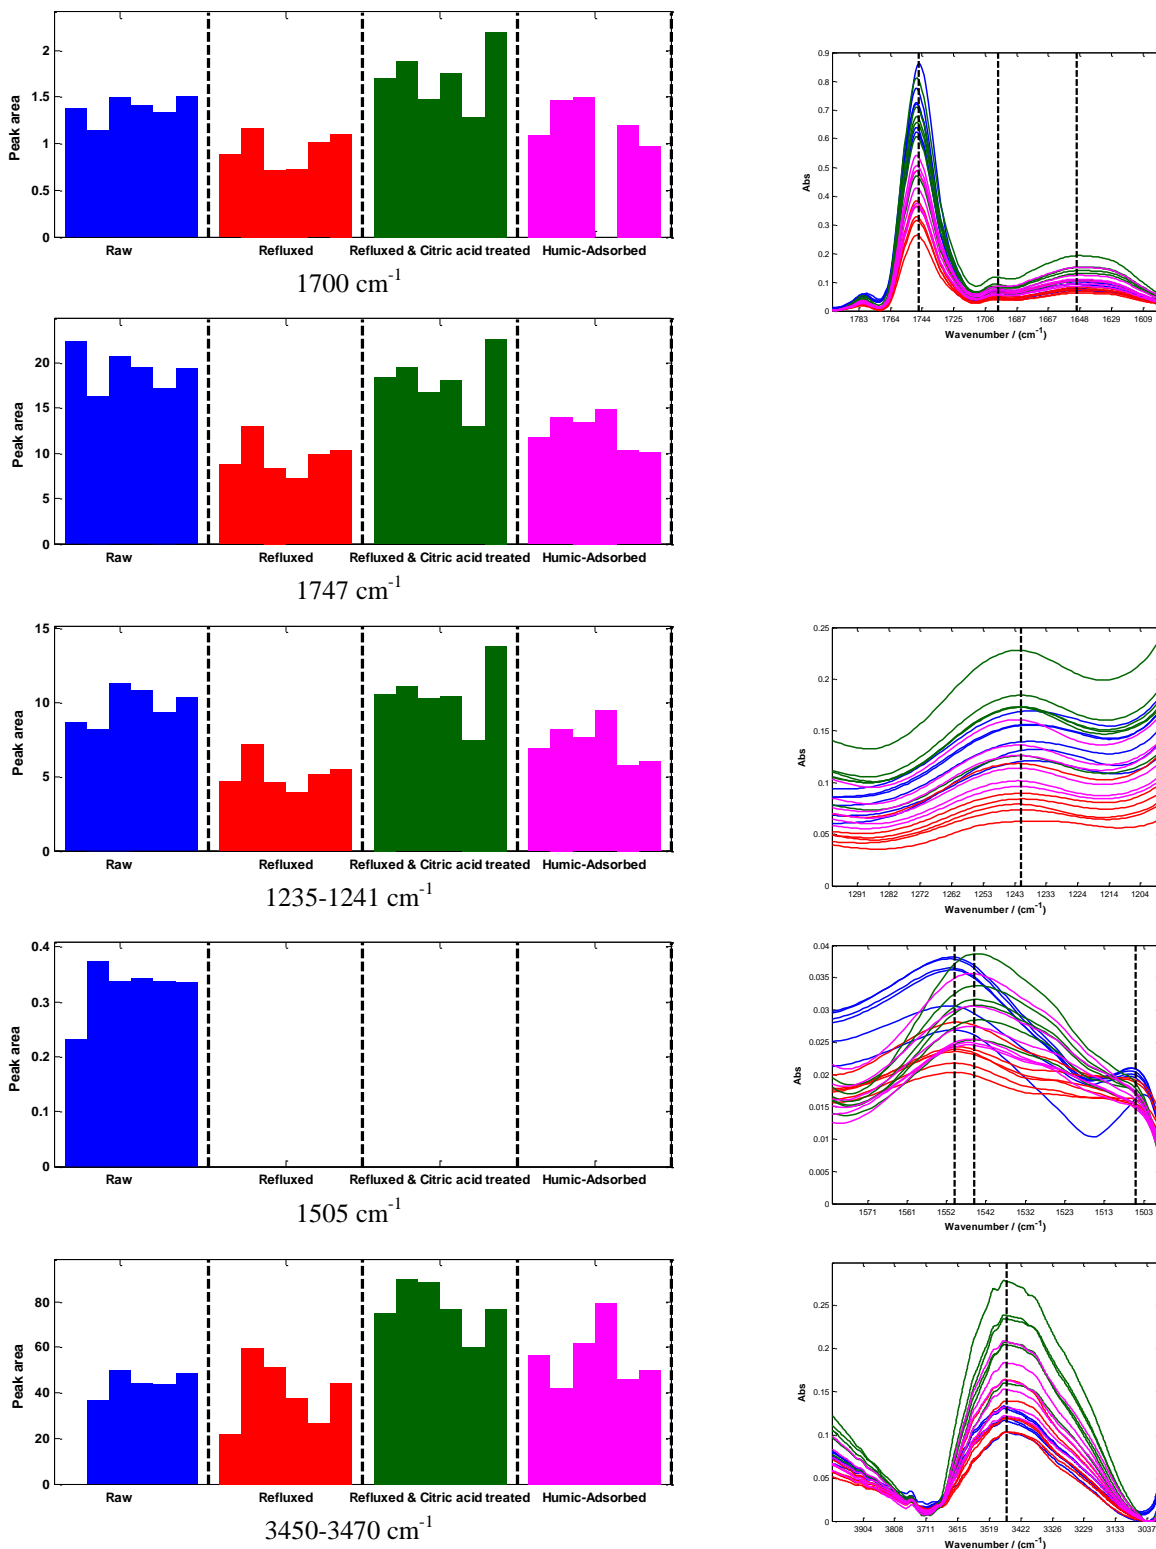 2
1.5
1
0.5
0
Peak area
Raw
Refluxed
Refluxed & Citric acid treated
Humic-Adsorbed
1700 cm-1
0.9
0.8
0.7
0.6
0.5
0.4
0.3
0.2
0.1
0
Abs
1783 1764 1744 1725 1706 1687 1667 1648 1629 1609
Wavenumber / (cm-1)
20
15
10
5
0
Peak area
Raw
Refluxed
Refluxed & Citric acid treated
Humic-Adsorbed
1747 cm-1
15
10
5
0
Peak area
Raw
Refluxed
Refluxed & Citric acid treated
Humic-Adsorbed
1235-1241 cm-1
0.25
0.2
0.15
0.1
0.05
0
Abs
1291 1282 1272 1262 1253 1243 1233 1224 1214 1204
Wavenumber / (cm-1)
0.4
0.3
0.2
0.1
0
Peak area
Raw
Refluxed
Refluxed & Citric acid treated
Humic-Adsorbed
1505 cm-1
0.04
0.035
0.03
0.025
0.02
0.015
0.01
0.005
0
Abs
1571 1561 1552 1542 1532 1523 1513 1503
Wavenumber / (cm-1)
80
60
40
20
0
Peak area
Raw
Refluxed
Refluxed & Citric acid treated
Humic-Adsorbed
3450-3470 cm-1
0.25
0.2
0.15
0.1
0.05
0
Abs
3904 3808 3711 3615 3519 3422 3326 3229 3133 3037
Wavenumber / (cm-1)